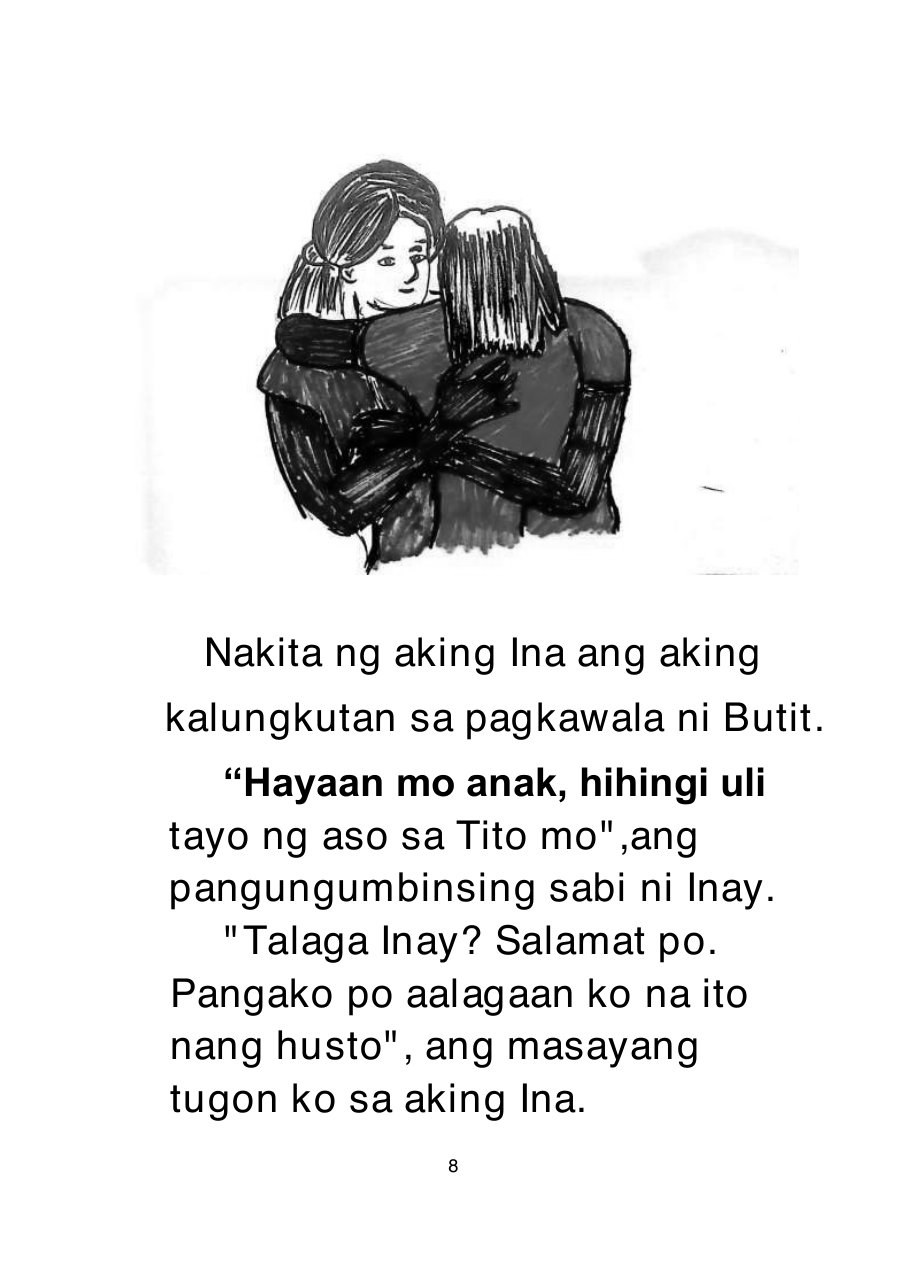 Nakita ng aking Ina ang aking
kalungkutan sa pagkawala ni Butit.
“Hayaan mo anak, hihingi uli
tayo ng aso sa Tito mo",ang
pangungumbinsing sabi ni Inay.
"Talaga Inay? Salamat po.
Pangako po aalagaan ko na ito
nang husto", ang masayang
tugon ko sa aking Ina.
8